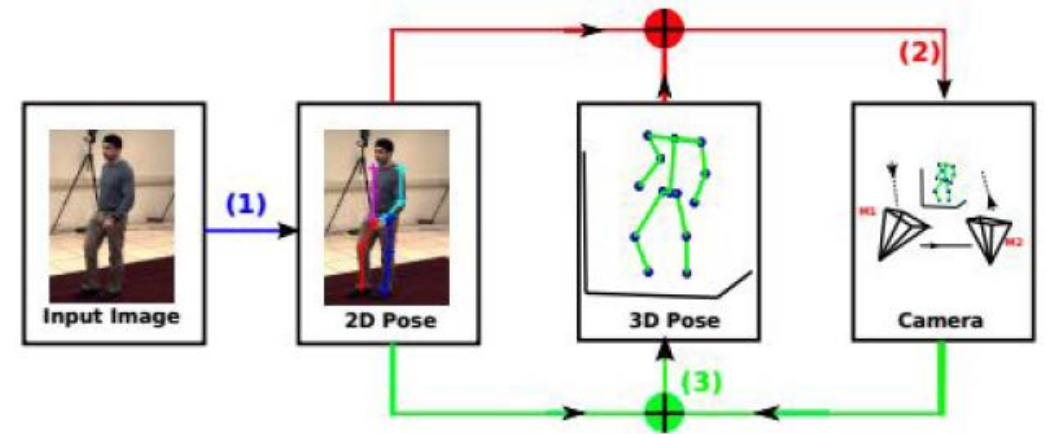 (2)
(1)
M1
M2
Input Image
2D Pose
3D Pose
Camera
(3)